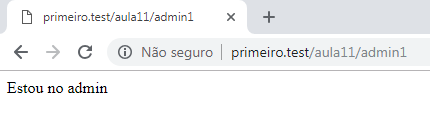 primeiro.test/aula11/admin1
Não seguro | primeiro.test/aula11/admin1
Estou no admin